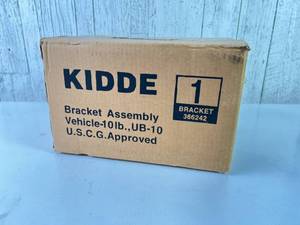 KIDDE
Bracket Assembly
Vehicle-10lb.,UB-10
U.S.C.G.Approved
1
BRACKET
366242